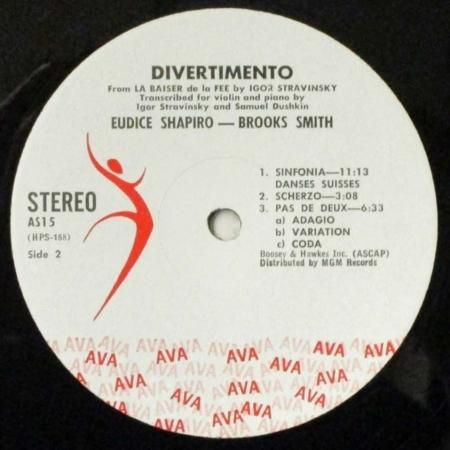 DIVERTIMENTO
From LA BAISER de la FEE by IGOR STRAVINSKY
Transcribed for violin and piano by
Igor Stravinsky and Samuel Dushkin
EUDICE SHAPIRO — BROOKS SMITH
STEREO
AS15
(HPS-158)
Side 2
1. SINFONIA—11:13
DANSES SUISSES
2. SCHERZO—3:08
3. PAS DE DEUX—6:33
a) ADAGIO
b) VARIATION
c) CODA
Boosey & Hawkes Inc. (ASCAP)
Distributed by MGM Records
AVA AVA AVA AVA AVA AVA AVA AVA
AVA AVA AVA AVA AVA
AVA AVA AVA AVA AVA
AVA AVA AVA AVA